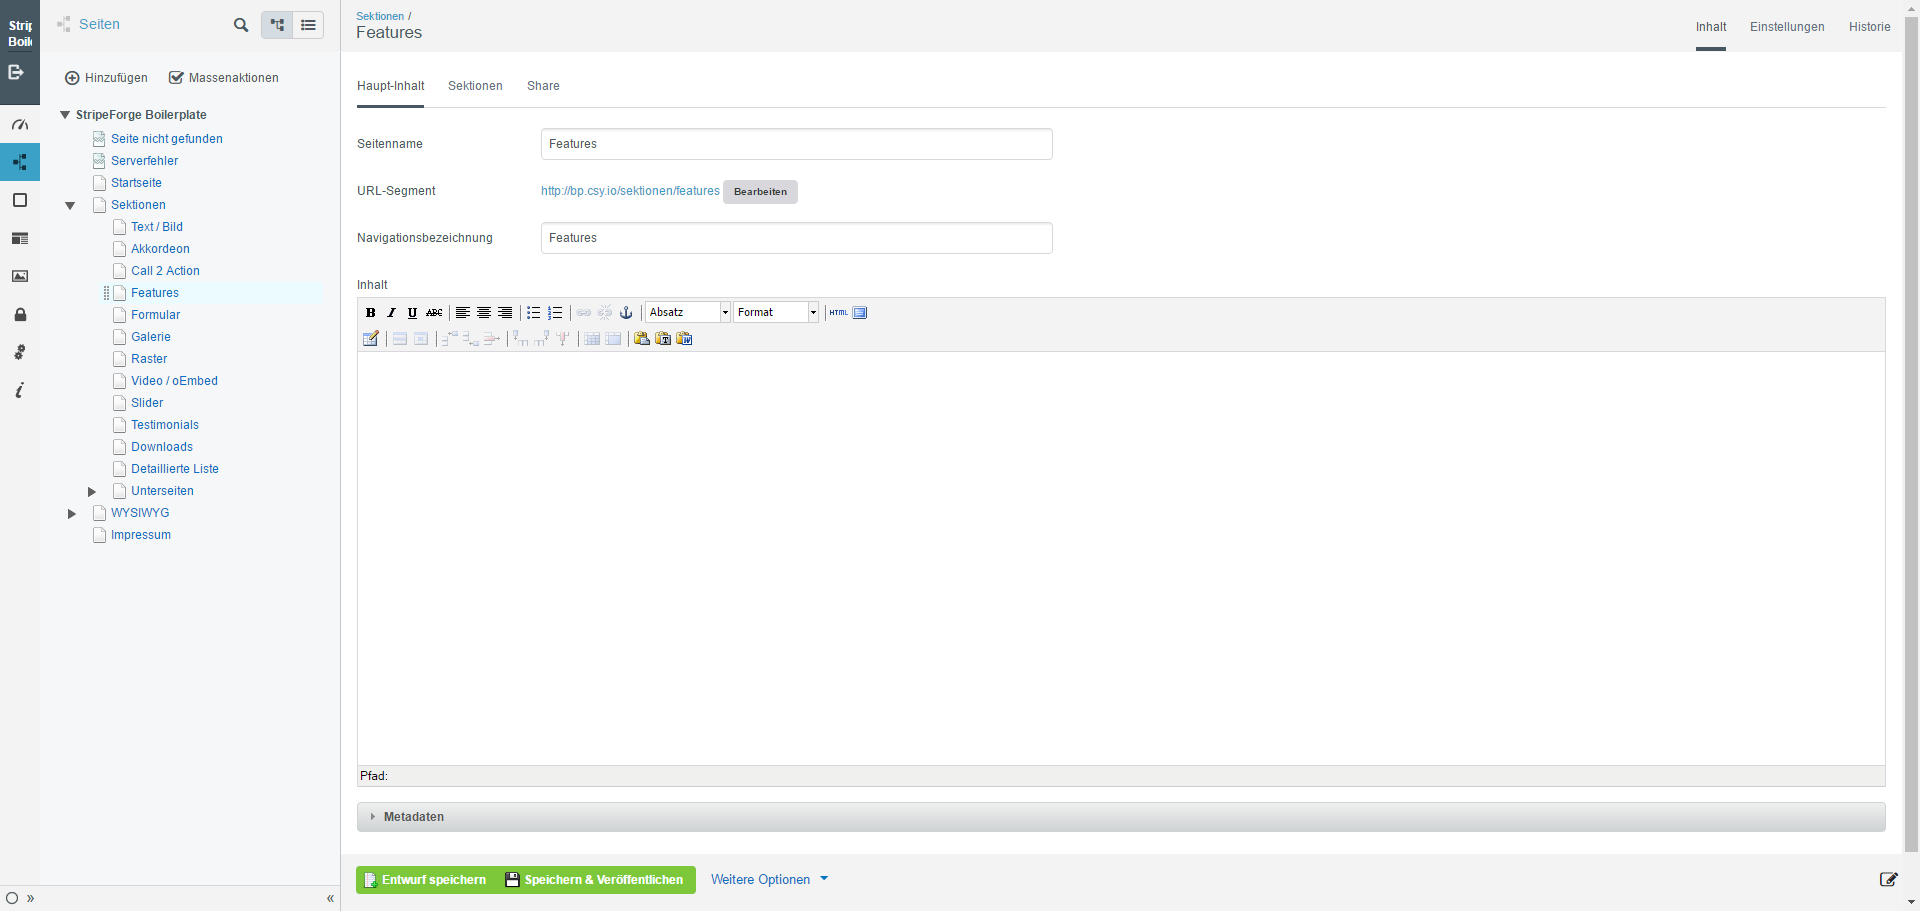 Seiten
Hinzufügen
Massenaktionen
StripeForge Boilerplate
Seite nicht gefunden
Serverfehler
Startseite
Sektionen
Text / Bild
Akkordeon
Call 2 Action
Features
Formular
Galerie
Raster
Video / oEmbed
Slider
Testimonials
Downloads
Detaillierte Liste
Unterseiten
WYSIWYG
Impressum
«
»
Sektionen /
Features
Inhalt Einstellungen Historie
Haupt-Inhalt Sektionen Share
Seitenname Features
URL-Segment http://bp.csy.io/sektionen/features Bearbeiten
Navigationsbezeichnung Features
Inhalt
B I U ABC Absatz Format HTML
Pfad:
Metadaten
Entwurf speichern Speichern & Veröffentlichen Weitere Optionen